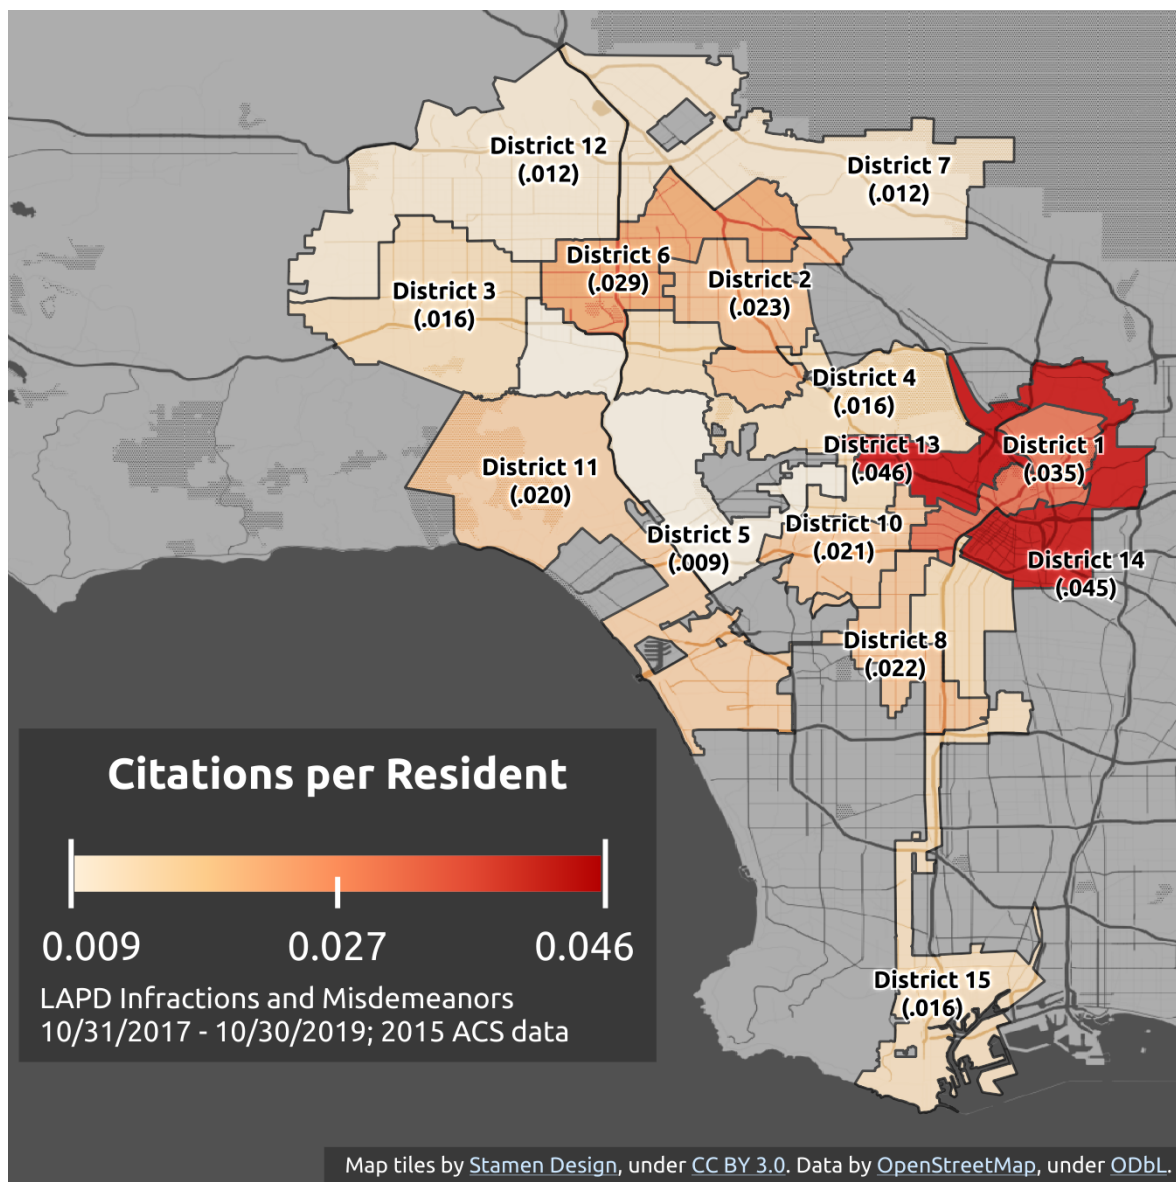 District 12
(.012)
District 7
(.012)
District 6
(.029)
District 2
(.023)
District 3
(.016)
District 4
(.016)
District 13
(.046)
District 1
(.035)
District 11
(.020)
District 10
(.021)
District 5
(.009)
District 14
(.045)
District 8
(.022)
Citations per Resident
0.009 0.027 0.046
LAPD Infractions and Misdemeanors
10/31/2017 - 10/30/2019; 2015 ACS data
District 15
(.016)
Map tiles by Stamen Design, under CC BY 3.0. Data by OpenStreetMap, under ODbL.